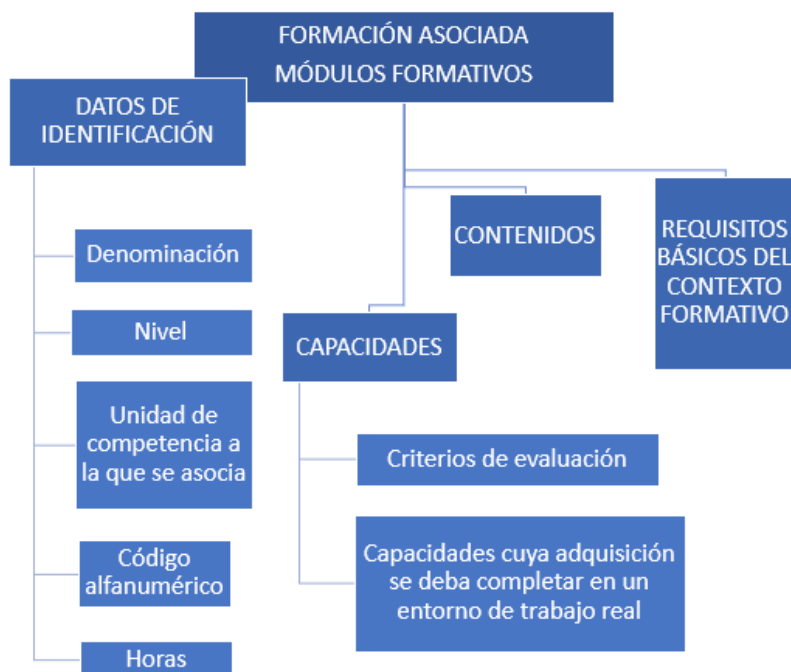 FORMACIÓN ASOCIADA
MÓDULOS FORMATIVOS
DATOS DE
IDENTIFICACIÓN
Denominación
Nivel
Unidad de
competencia a
la que se asocia
Código
alfanumérico
Horas
CAPACIDADES
Criterios de evaluación
Capacidades cuya adquisición
se deba completar en un
entorno de trabajo real
CONTENIDOS
REQUISITOS
BÁSICOS DEL
CONTEXTO
FORMATIVO